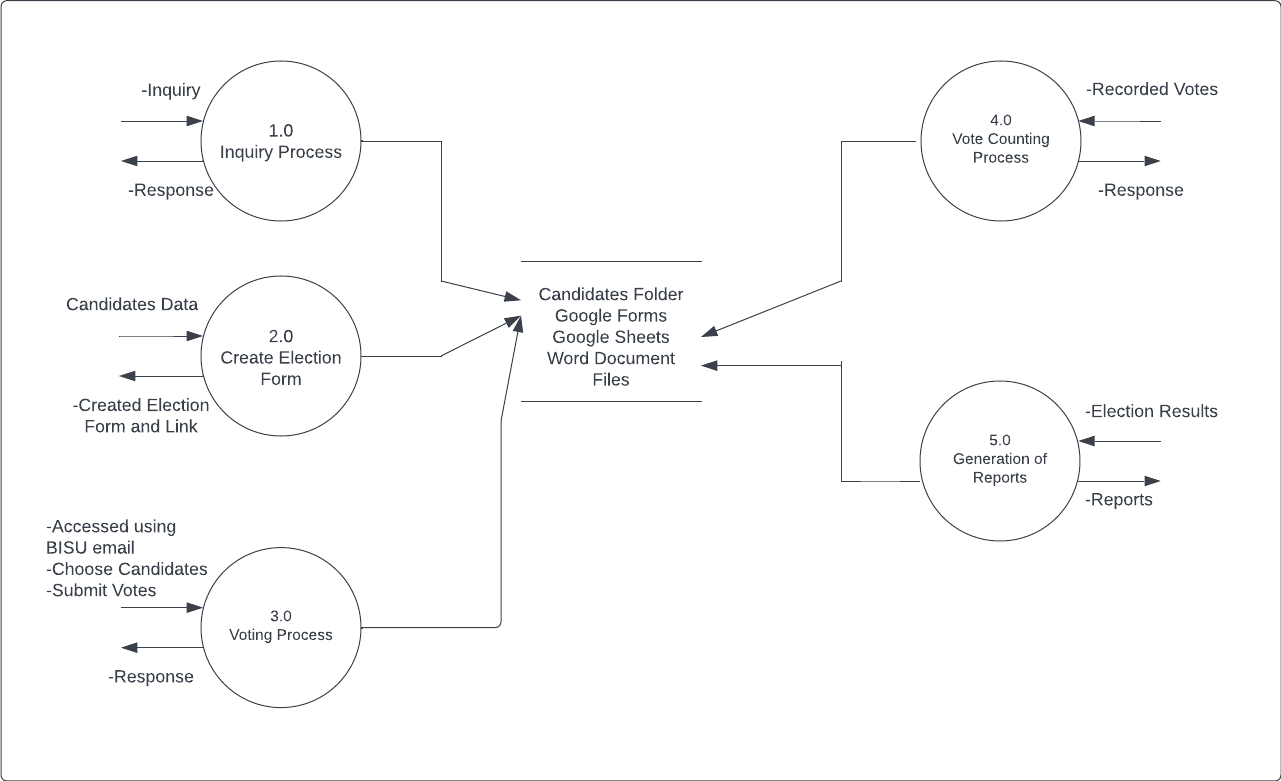 -Inquiry
1.0
Inquiry Process
-Response
Candidates Data
2.0
Create Election
Form
-Created Election
Form and Link
-Accessed using
BISU email
-Choose Candidates
-Submit Votes
3.0
Voting Process
-Response
Candidates Folder
Google Forms
Google Sheets
Word Document
Files
-Recorded Votes
4.0
Vote Counting
Process
-Response
-Election Results
5.0
Generation of
Reports
-Reports